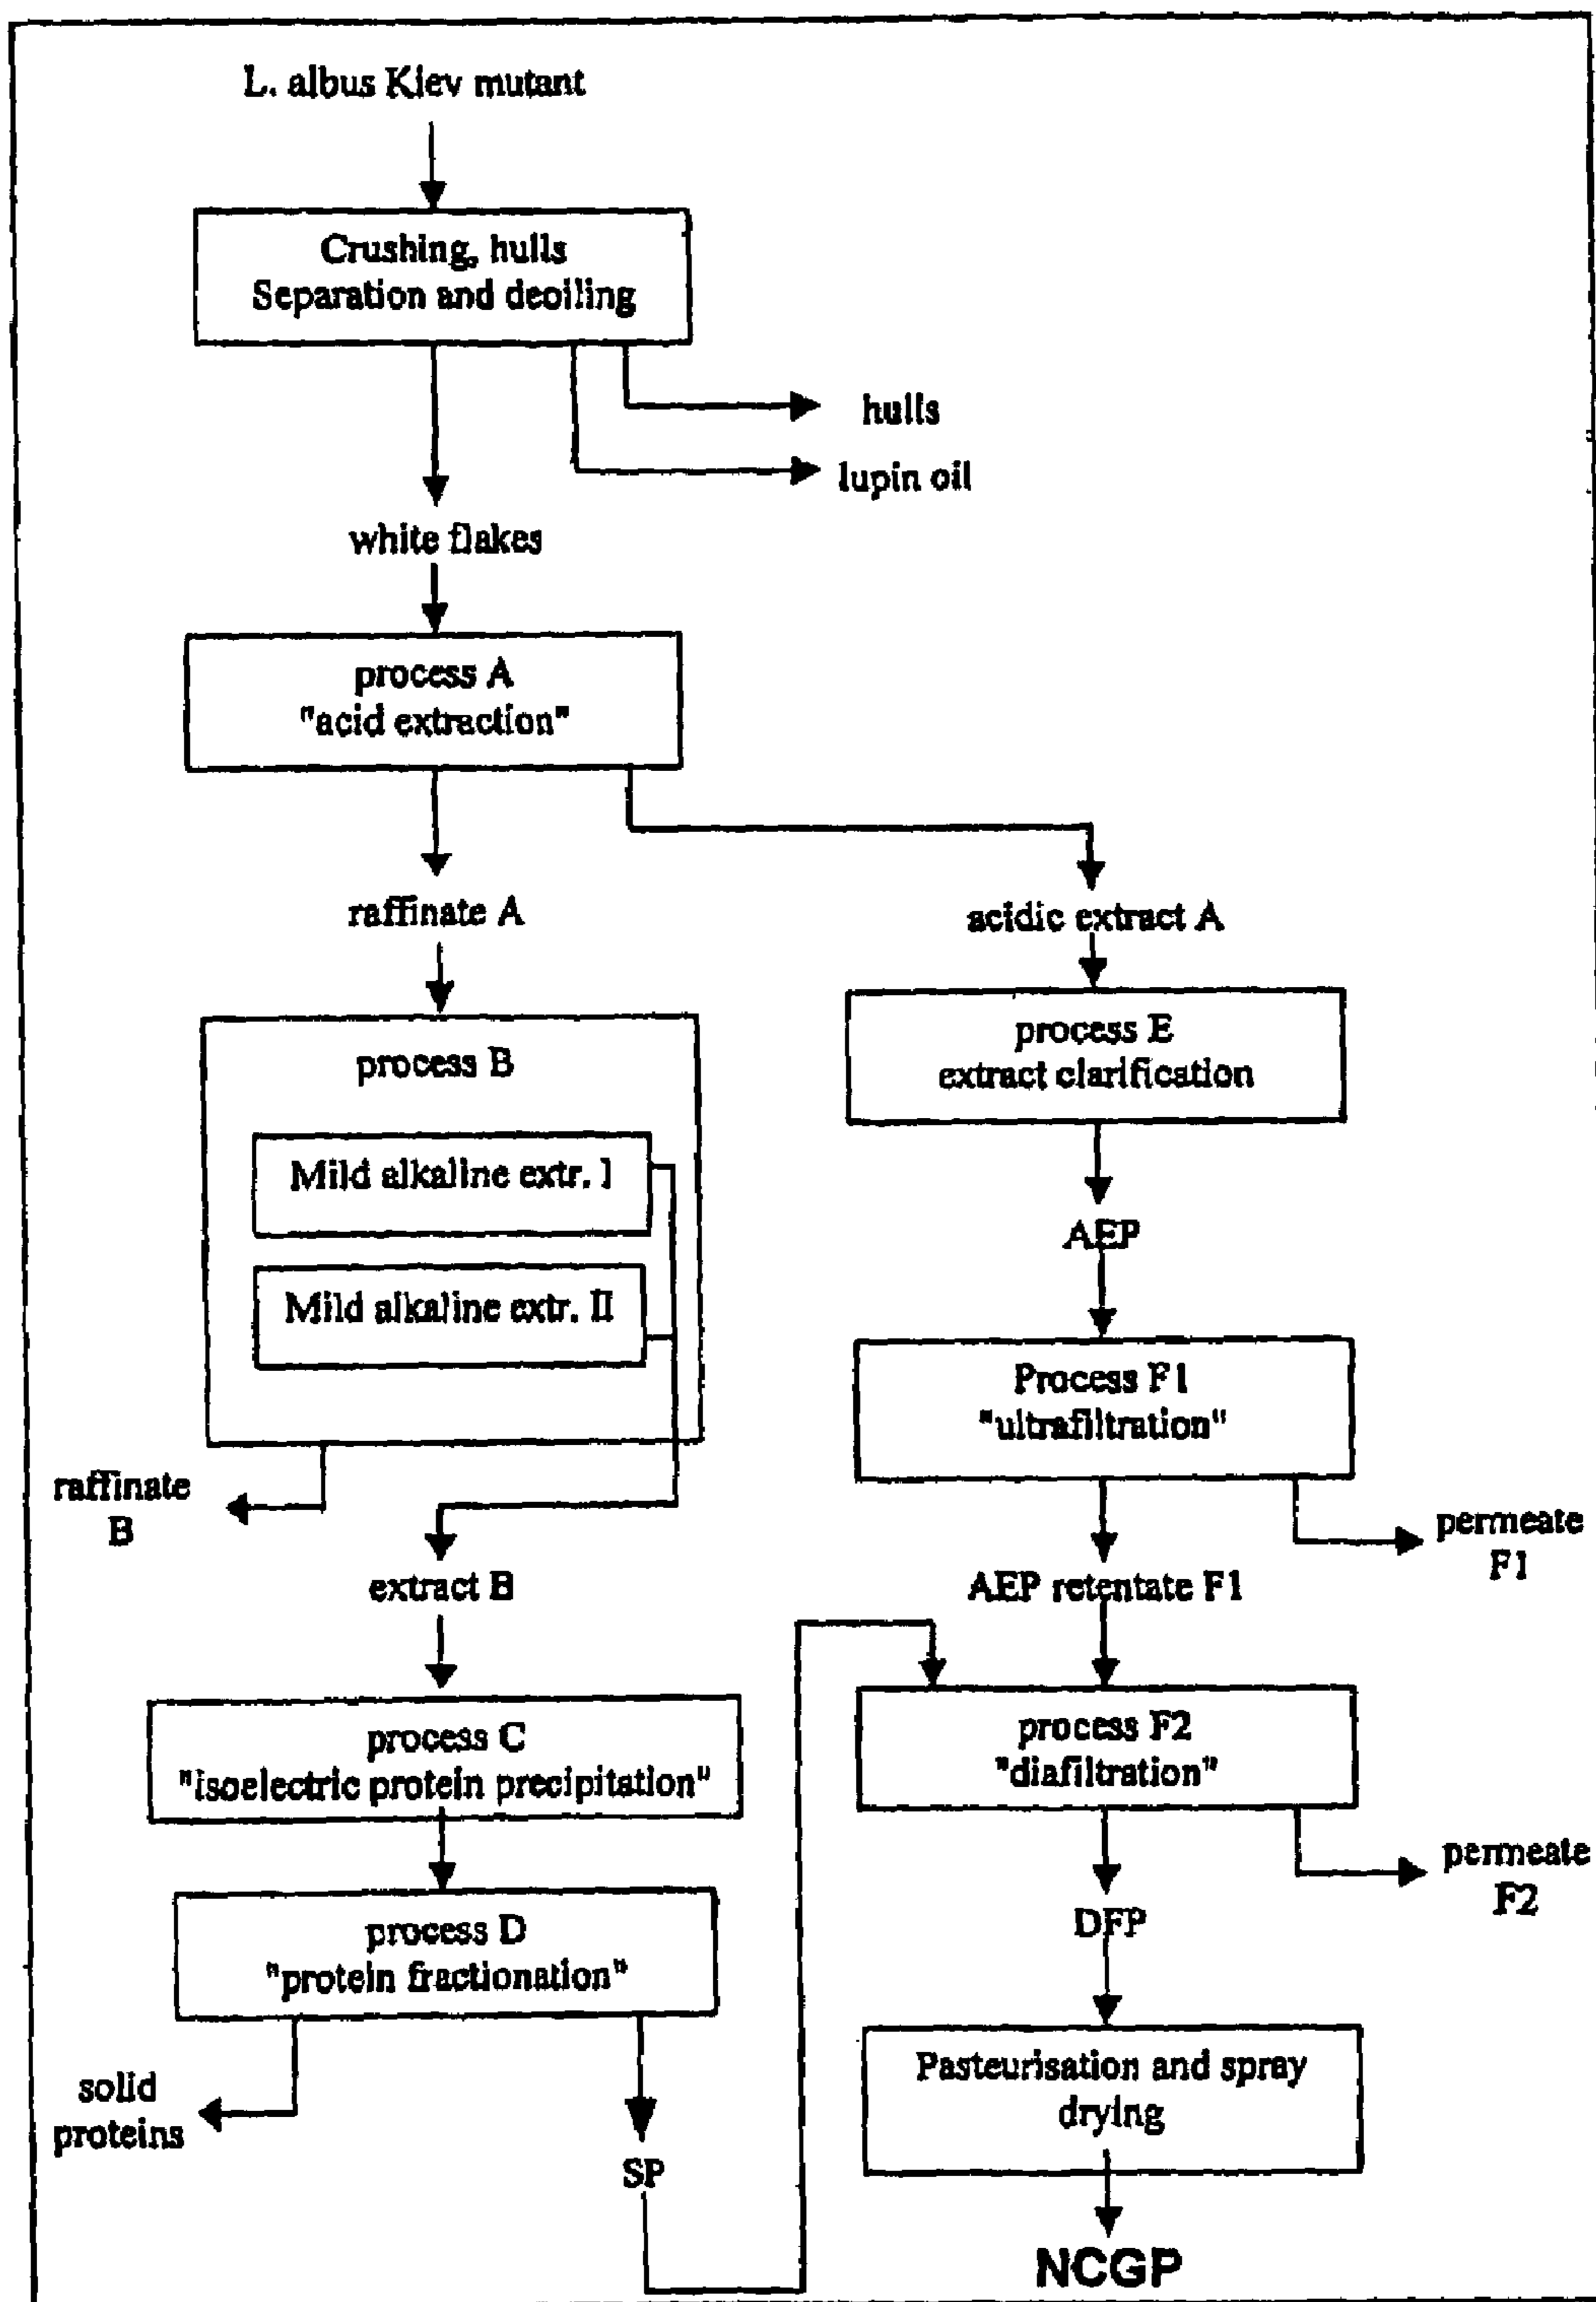 L. albus Kiev mutant
Crushing, hulls
Separation and deoiling
hulls
lupin oil
white flakes
process A
"acid extraction"
raffinate A
acidic extract A
process B
Mild alkaline extr. I
Mild alkaline extr. II
raffinate
B
extract B
process C
"isoelectric protein precipitation"
process D
"protein fractionation"
solid
proteins
SP
process E
extract clarification
AEP
Process F1
"ultrafiltration"
permeate
F1
AEP retentate F1
process F2
"diafiltration"
permeate
F2
DFP
Pasteurisation and spray
drying
NCGP